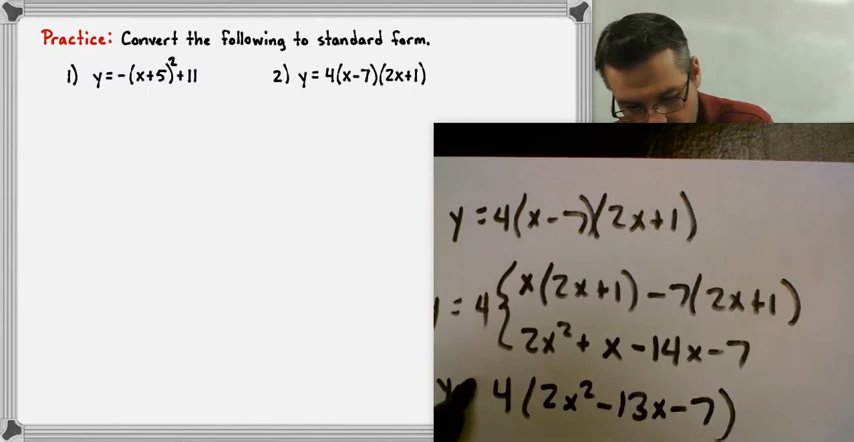 Practice: Convert the following to standard form.
1) y = -(x+5)²+11 2) y = 4(x-7)(2x+1)
y = 4(x-7)(2x+1)
= 4{x(2x+1) -7(2x+1)
2x²+x-14x-7
4(2x²-13x-7)